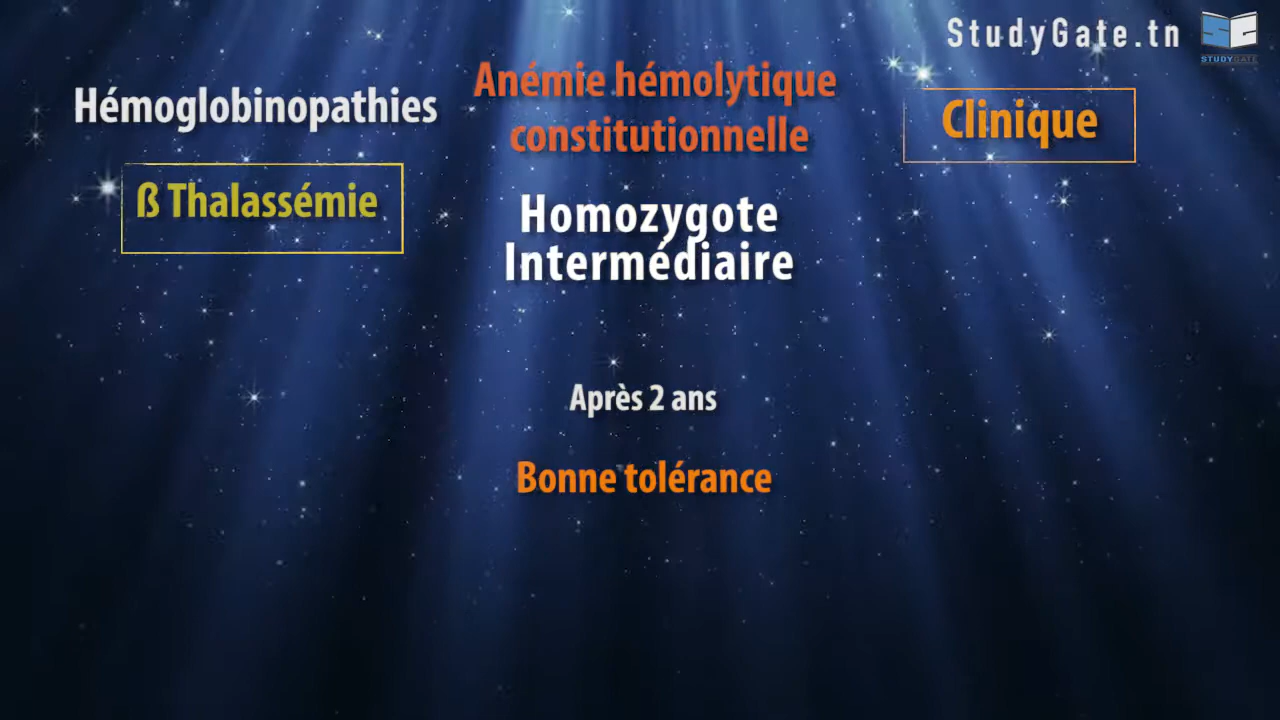 StudyGate.tn
STUDYGATE
Hémoglobinopathies
Anémie hémolytique
constitutionnelle
Clinique
ß Thalassémie
Homozygote
Intermédiaire
Après 2 ans
Bonne tolérance